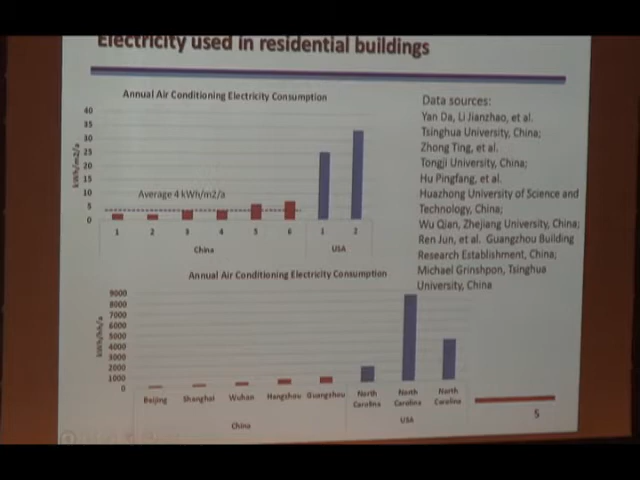 Electricity used in residential buildings
Annual Air Conditioning Electricity Consumption
kWh/m2/a
40
35
30
25
20
15
10
5
0
Average 4 kWh/m2/a
1 2 3 4 5 6 1 2
China USA
Data sources:
Yan Da, Li Jianzhao, et al.
Tsinghua University, China;
Zhong Ting, et al.
Tongji University, China;
Hu Pingfang, et al.
Huazhong University of Science and
Technology, China;
Wu Qian, Zhejiang University, China;
Ren Jun, et al. Guangzhou Building
Research Establishment, China;
Michael Grinshpon, Tsinghua
University, China
Annual Air Conditioning Electricity Consumption
9000
8000
7000
6000
5000
4000
3000
2000
1000
0
Beijing Shanghai Wuhan Hangzhou Guangzhou North Carolina North Carolina North Carolina
China USA
5